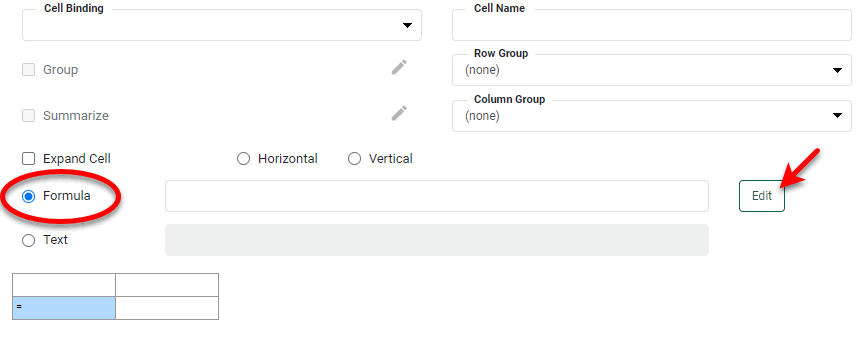 Cell Binding
Cell Name
Group
Row Group
(none)
Summarize
Column Group
(none)
Expand Cell
Horizontal
Vertical
Formula
Edit
Text
=